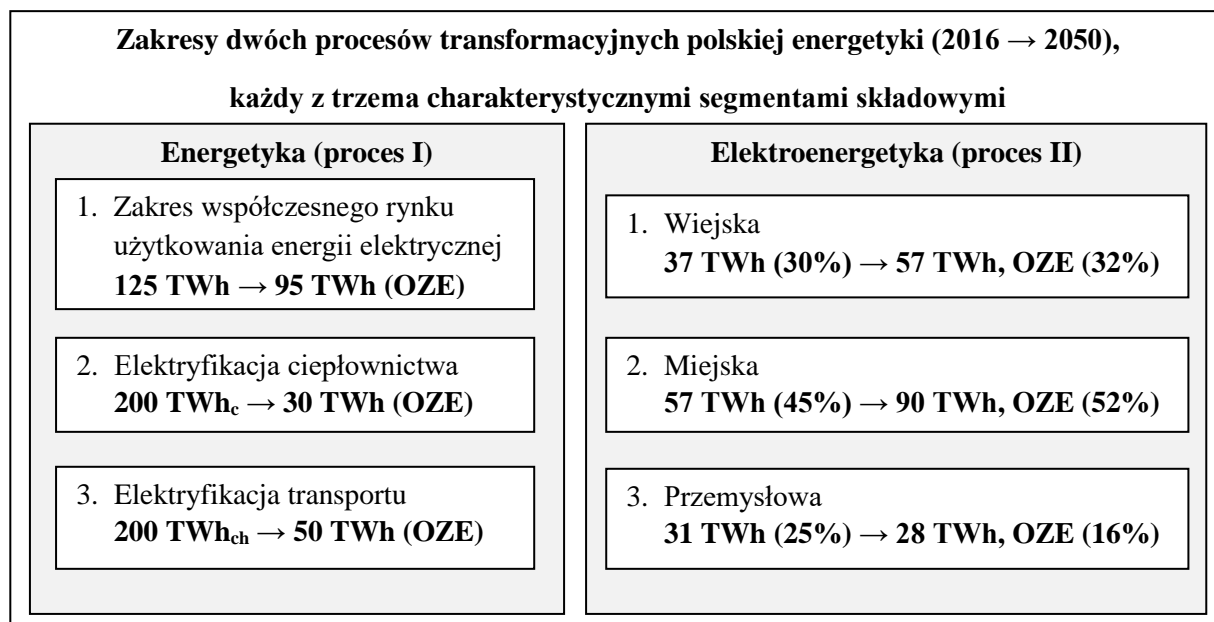 Zakresy dwóch procesów transformacyjnych polskiej energetyki (2016 → 2050),
każdy z trzema charakterystycznymi segmentami składowymi
Energetyka (proces I)
1. Zakres współczesnego rynku
użytkowania energii elektrycznej
125 TWh → 95 TWh (OZE)
2. Elektryfikacja ciepłownictwa
200 TWhc → 30 TWh (OZE)
3. Elektryfikacja transportu
200 TWhch → 50 TWh (OZE)
Elektroenergetyka (proces II)
1. Wiejska
37 TWh (30%) → 57 TWh, OZE (32%)
2. Miejska
57 TWh (45%) → 90 TWh, OZE (52%)
3. Przemysłowa
31 TWh (25%) → 28 TWh, OZE (16%)